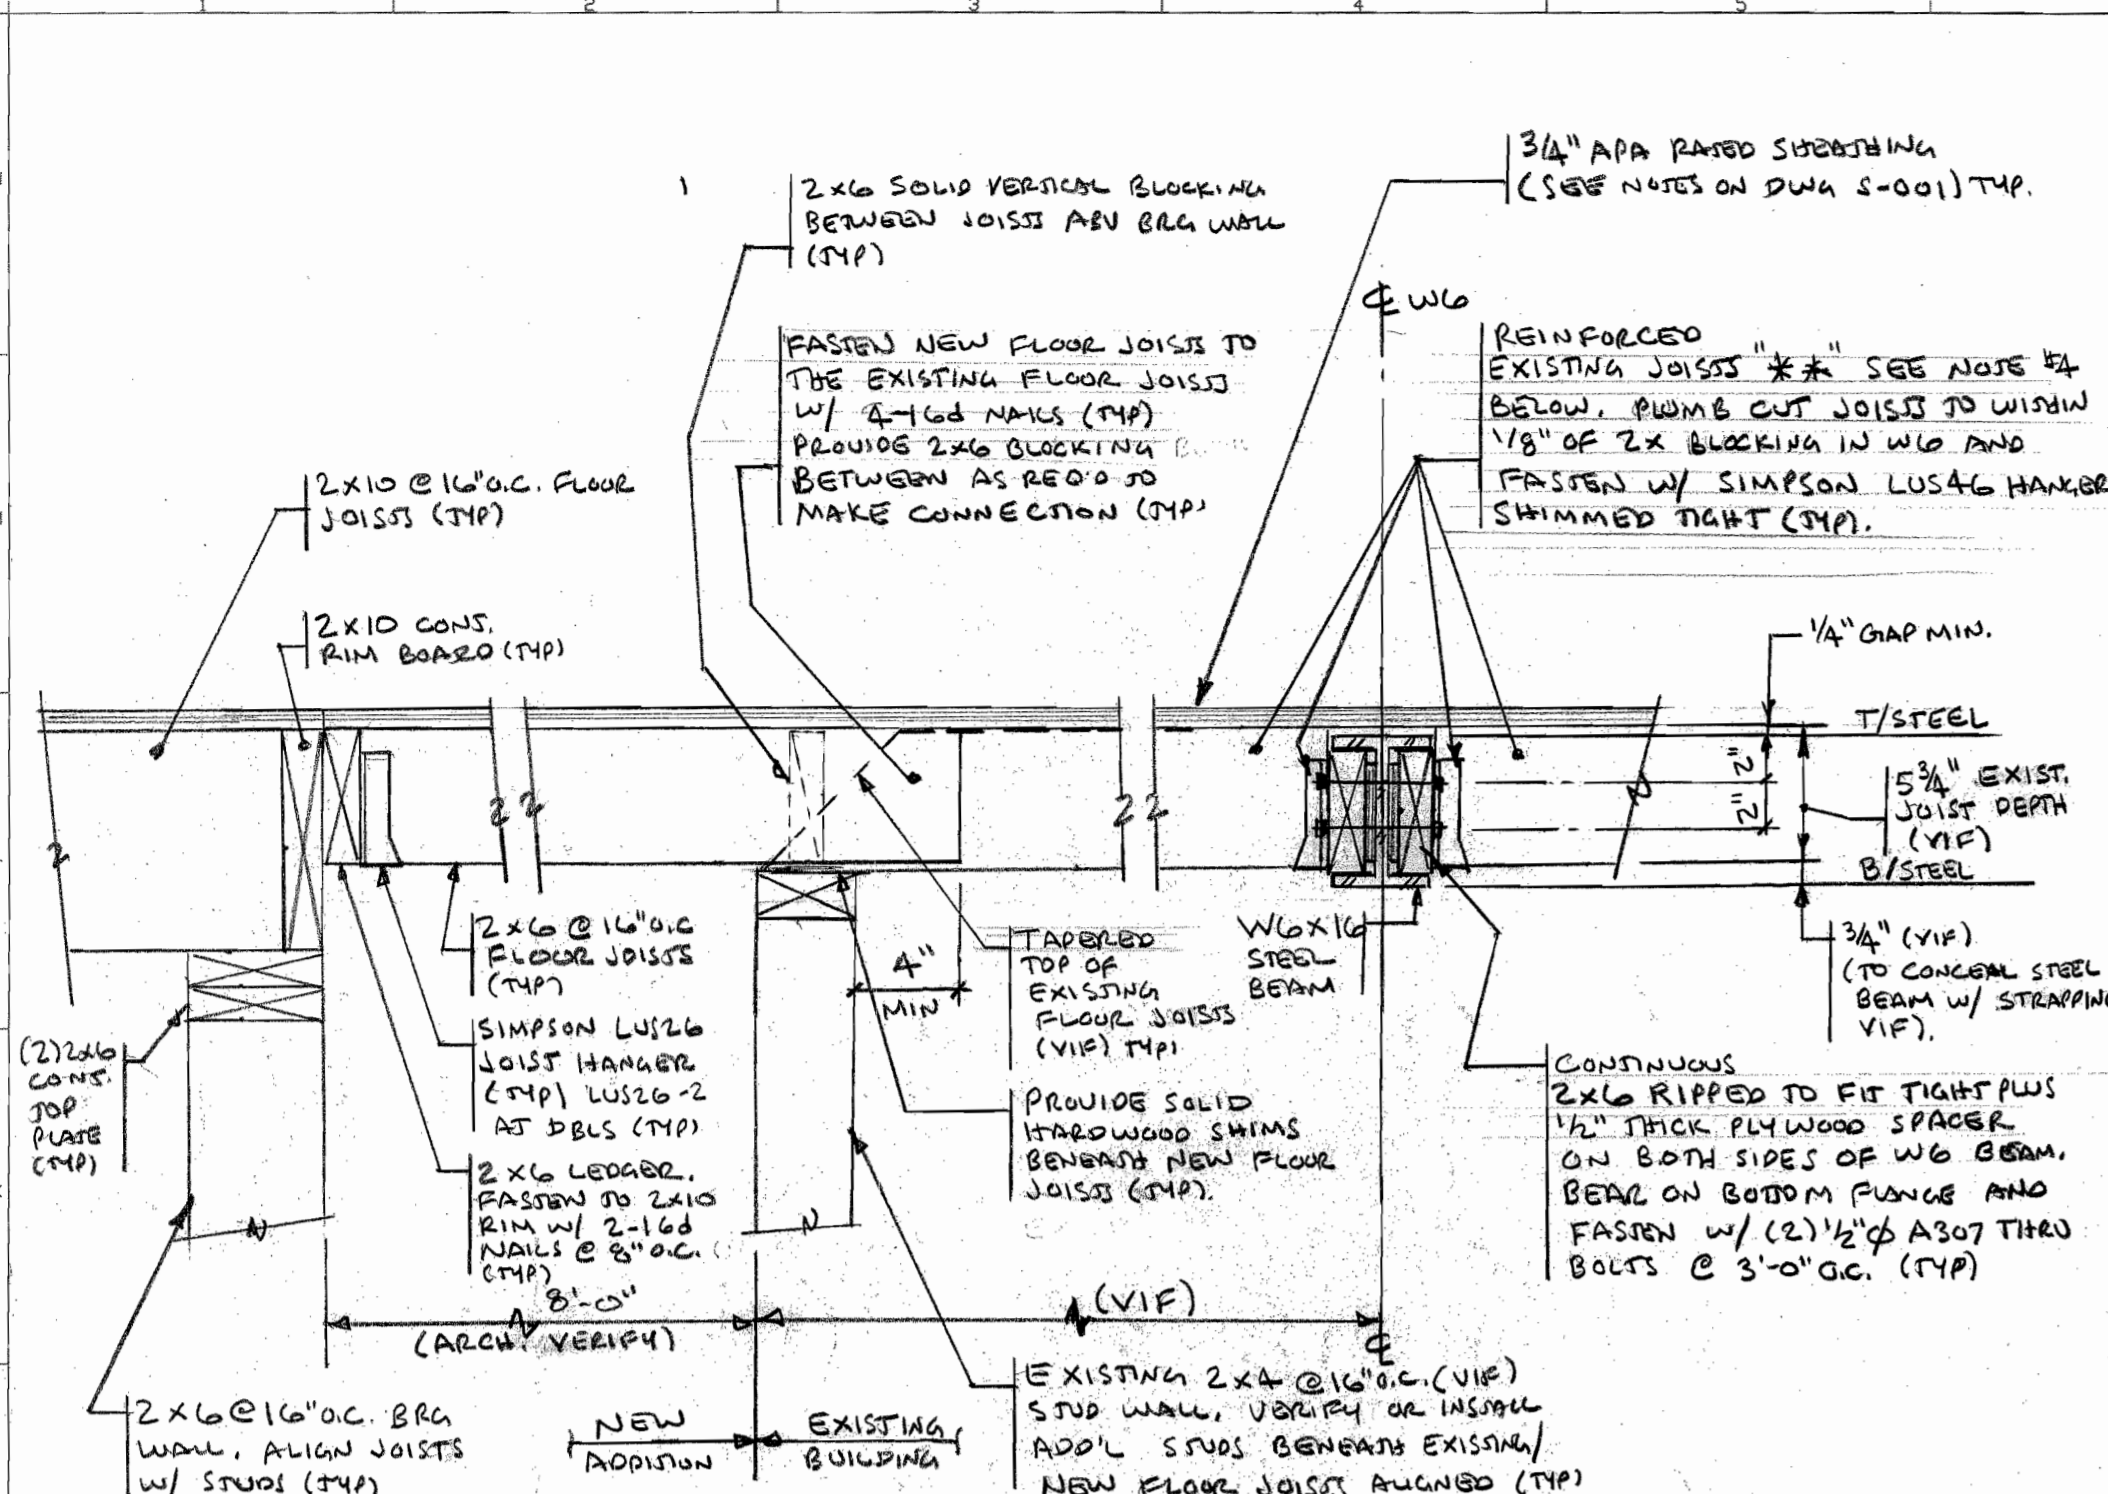 1
2
3
4
5
3/4" APA RATED SHEATHING
(SEE NOTES ON DWG S-001) TYP.
2x6 SOLID VERTICAL BLOCKING
BETWEEN JOISTS ABV BRG WALL
(TYP)
℄ W6
FASTEN NEW FLOOR JOISTS TO
THE EXISTING FLOOR JOISTS
W/ 4-16d NAILS (TYP)
PROVIDE 2x6 BLOCKING
BETWEEN AS REQ'D TO
MAKE CONNECTION (TYP)
REINFORCED
EXISTING JOISTS "**" SEE NOTE #4
BELOW. PLUMB CUT JOISTS TO WITHIN
1/8" OF 2x BLOCKING IN W6 AND
FASTEN W/ SIMPSON LUS46 HANGER
SHIMMED TIGHT (TYP).
2x10 @ 16" O.C. FLOOR
JOISTS (TYP)
2x10 CONT.
RIM BOARD (TYP)
1/4" GAP MIN.
T/STEEL
2"
2"
5 3/4" EXIST.
JOIST DEPTH
(VIF)
B/STEEL
2x6 @ 16" O.C
FLOOR JOISTS
(TYP)
4"
MIN
TAPERED
TOP OF
EXISTING
FLOOR JOISTS
(VIF) TYP.
W6x16
STEEL
BEAM
3/4" (VIF)
(TO CONCEAL STEEL
BEAM W/ STRAPPING
VIF).
(2) 2x6
CONT.
TOP
PLATE
(TYP)
SIMPSON LUS26
JOIST HANGER
(TYP) LUS26-2
AT DBLS (TYP)
PROVIDE SOLID
HARDWOOD SHIMS
BENEATH NEW FLOOR
JOISTS (TYP).
CONTINUOUS
2x6 RIPPED TO FIT TIGHT PLUS
1/2" THICK PLYWOOD SPACER
ON BOTH SIDES OF W6 BEAM.
BEAR ON BOTTOM FLANGE AND
FASTEN W/ (2) 1/2"φ A307 THRU
BOLTS @ 3'-0" O.C. (TYP)
2x6 LEDGER.
FASTEN TO 2x10
RIM W/ 2-16d
NAILS @ 8" O.C.
(TYP)
8'-0"
(ARCH. VERIFY)
(VIF)
℄
2x6 @ 16" O.C. BRG
WALL. ALIGN JOISTS
W/ STUDS (TYP)
NEW
ADDITION
EXISTING
BUILDING
EXISTING 2x4 @ 16" O.C. (VIF)
STUD WALL. VERIFY OR INSTALL
ADD'L STUDS BENEATH EXISTING/
NEW FLOOR JOISTS ALIGNED (TYP)